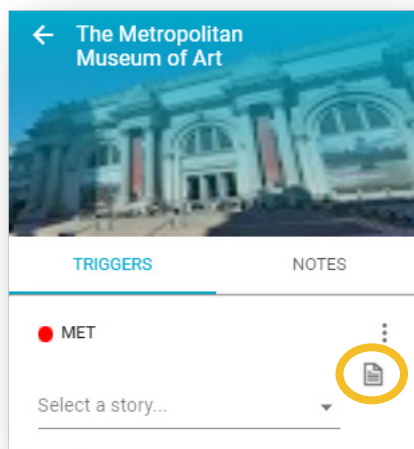 The Metropolitan
Museum of Art
TRIGGERS NOTES
MET
Select a story...